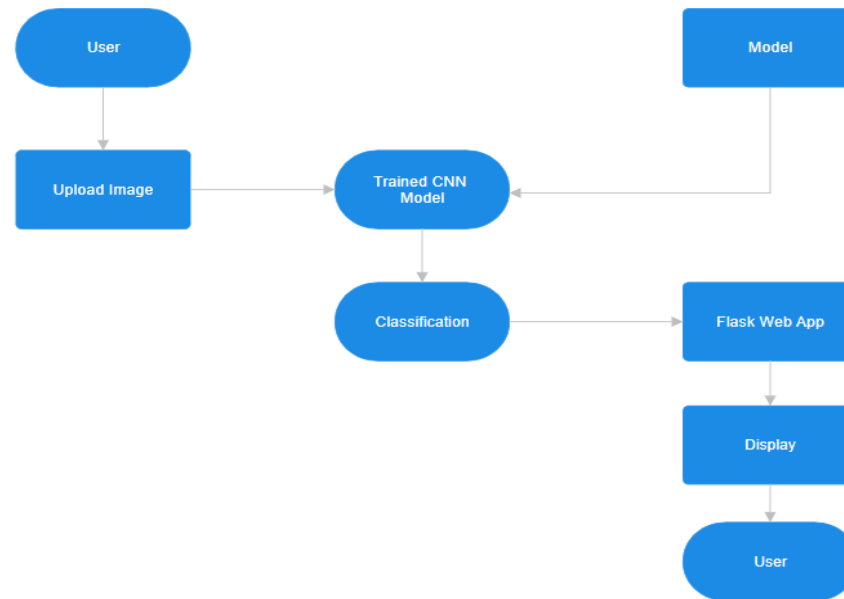 User
Model
Upload Image
Trained CNN
Model
Classification
Flask Web App
Display
User